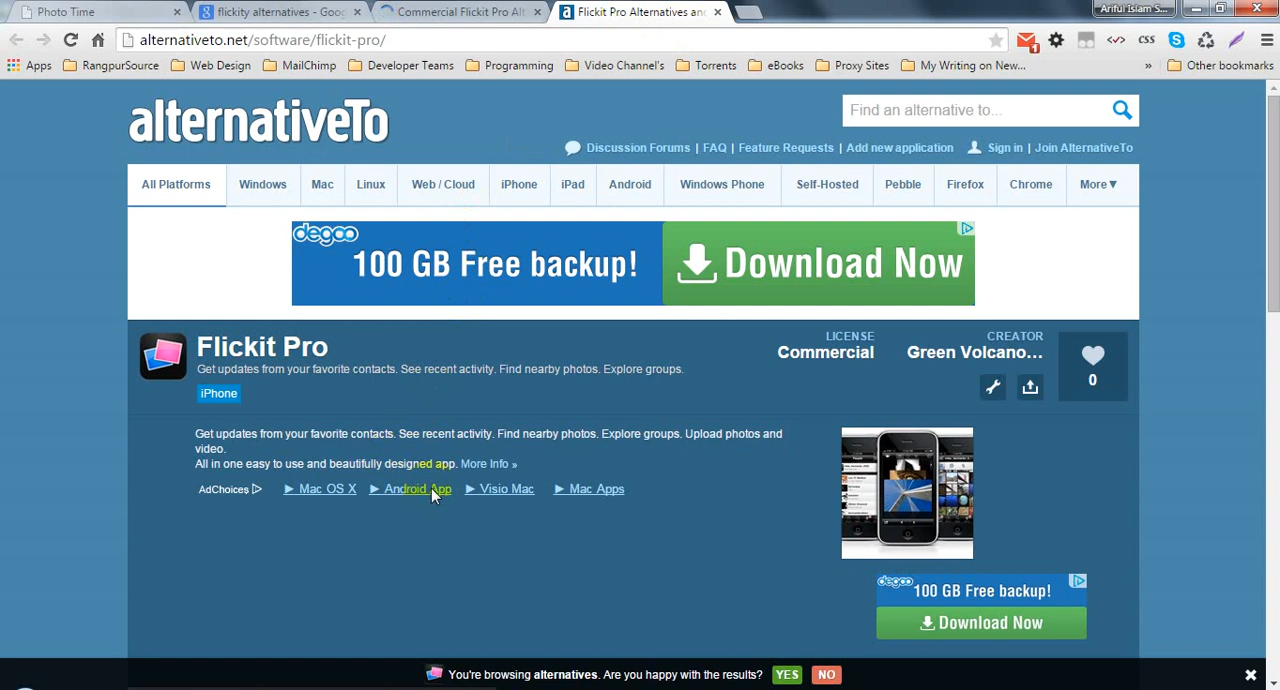 Photo Time
flickity alternatives - Goo
Commercial Flickit Pro Alt
Flickit Pro Alternatives an
Ariful Islam S...
alternativeto.net/software/flickit-pro/
1
CSS
Apps
RangpurSource
Web Design
MailChimp
Developer Teams
Programming
Video Channel's
Torrents
eBooks
Proxy Sites
My Writing on New...
»
Other bookmarks
alternativeTo
Find an alternative to...
Discussion Forums | FAQ | Feature Requests | Add new application
Sign in | Join AlternativeTo
All Platforms
Windows
Mac
Linux
Web / Cloud
iPhone
iPad
Android
Windows Phone
Self-Hosted
Pebble
Firefox
Chrome
More▼
degoo
100 GB Free backup!
Download Now
Flickit Pro
Get updates from your favorite contacts. See recent activity. Find nearby photos. Explore groups.
iPhone
LICENSE
Commercial
CREATOR
Green Volcano...
0
Get updates from your favorite contacts. See recent activity. Find nearby photos. Explore groups. Upload photos and
video.
All in one easy to use and beautifully designed app. More Info »
AdChoices
► Mac OS X
► Android App
► Visio Mac
► Mac Apps
degoo
100 GB Free backup!
Download Now
You're browsing alternatives. Are you happy with the results?
YES
NO